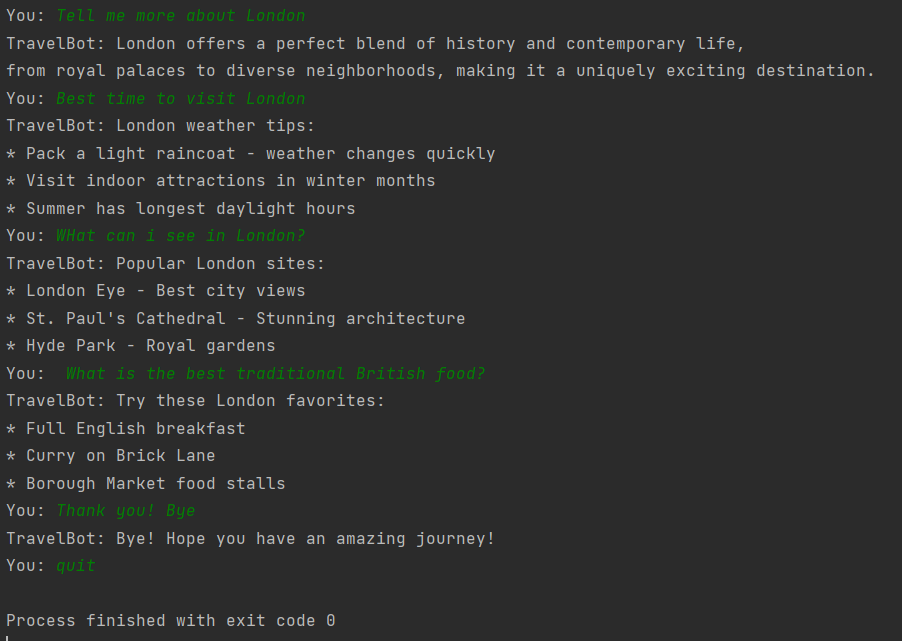 You: Tell me more about London
TravelBot: London offers a perfect blend of history and contemporary life,
from royal palaces to diverse neighborhoods, making it a uniquely exciting destination.
You: Best time to visit London
TravelBot: London weather tips:
* Pack a light raincoat - weather changes quickly
* Visit indoor attractions in winter months
* Summer has longest daylight hours
You: WHat can i see in London?
TravelBot: Popular London sites:
* London Eye - Best city views
* St. Paul's Cathedral - Stunning architecture
* Hyde Park - Royal gardens
You:  What is the best traditional British food?
TravelBot: Try these London favorites:
* Full English breakfast
* Curry on Brick Lane
* Borough Market food stalls
You: Thank you! Bye
TravelBot: Bye! Hope you have an amazing journey!
You: quit
Process finished with exit code 0